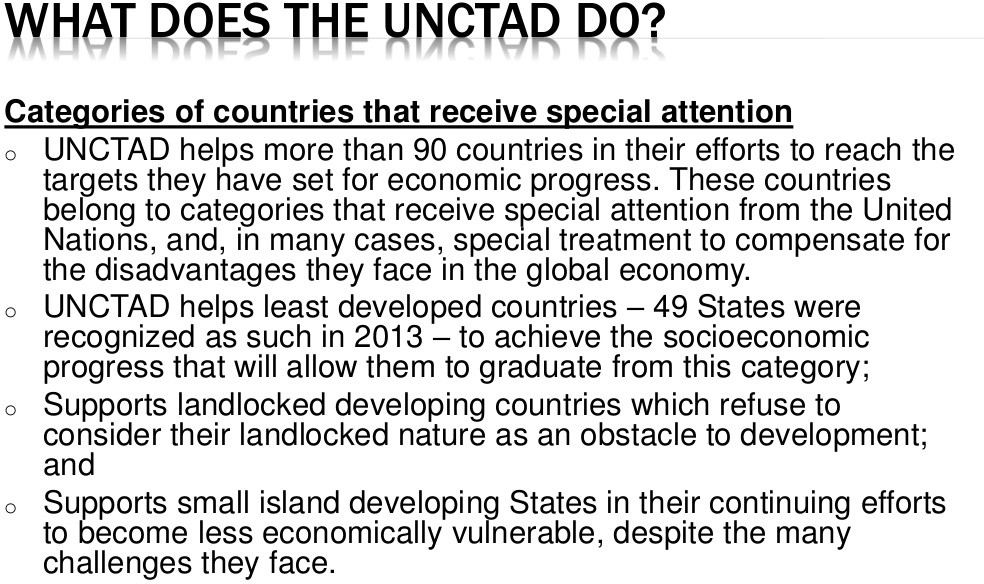 WHAT DOES THE UNCTAD DO?
Categories of countries that receive special attention
o UNCTAD helps more than 90 countries in their efforts to reach the
targets they have set for economic progress. These countries
belong to categories that receive special attention from the United
Nations, and, in many cases, special treatment to compensate for
the disadvantages they face in the global economy.
o UNCTAD helps least developed countries – 49 States were
recognized as such in 2013 – to achieve the socioeconomic
progress that will allow them to graduate from this category;
o Supports landlocked developing countries which refuse to
consider their landlocked nature as an obstacle to development;
and
o Supports small island developing States in their continuing efforts
to become less economically vulnerable, despite the many
challenges they face.